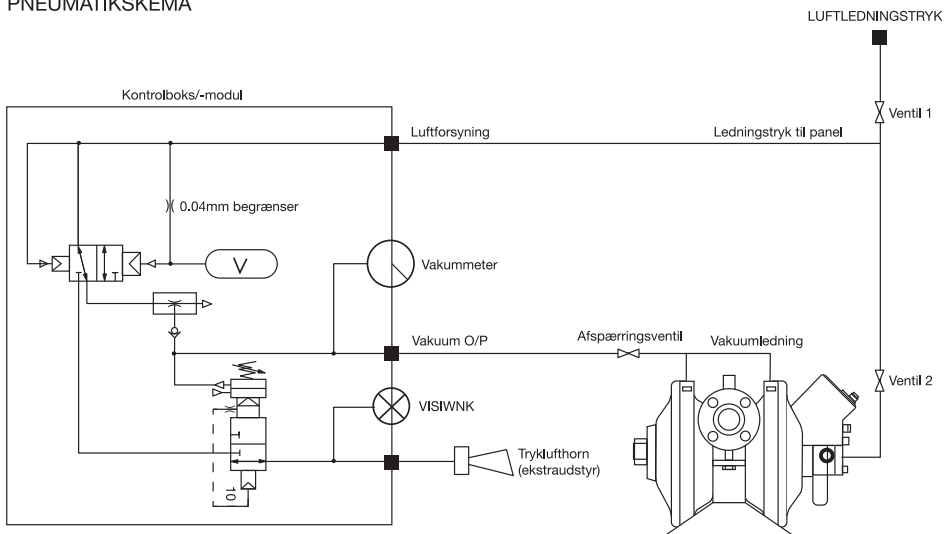 PNEUMATIKSKEMA
LUFTLEDNINGSTRYK
Kontrolboks/-modul
Ventil 1
Luftforsyning
Ledningstryk til panel
0.04mm begrænser
V
Vakummeter
Vakuum O/P
Afspærringsventil
Vakuumledning
Ventil 2
VISIWNK
Tryklufthorn
(ekstraudstyr)
10